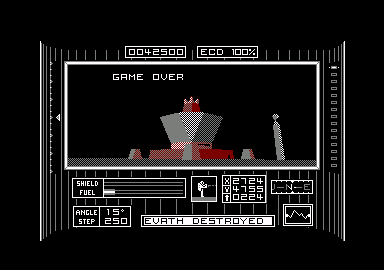 0042500 ECD 100%
GAME OVER
SHIELD
FUEL
X 2724
Y 4755
T 0224
J-N-E
ANGLE 15°
STEP 250
EVATH DESTROYED